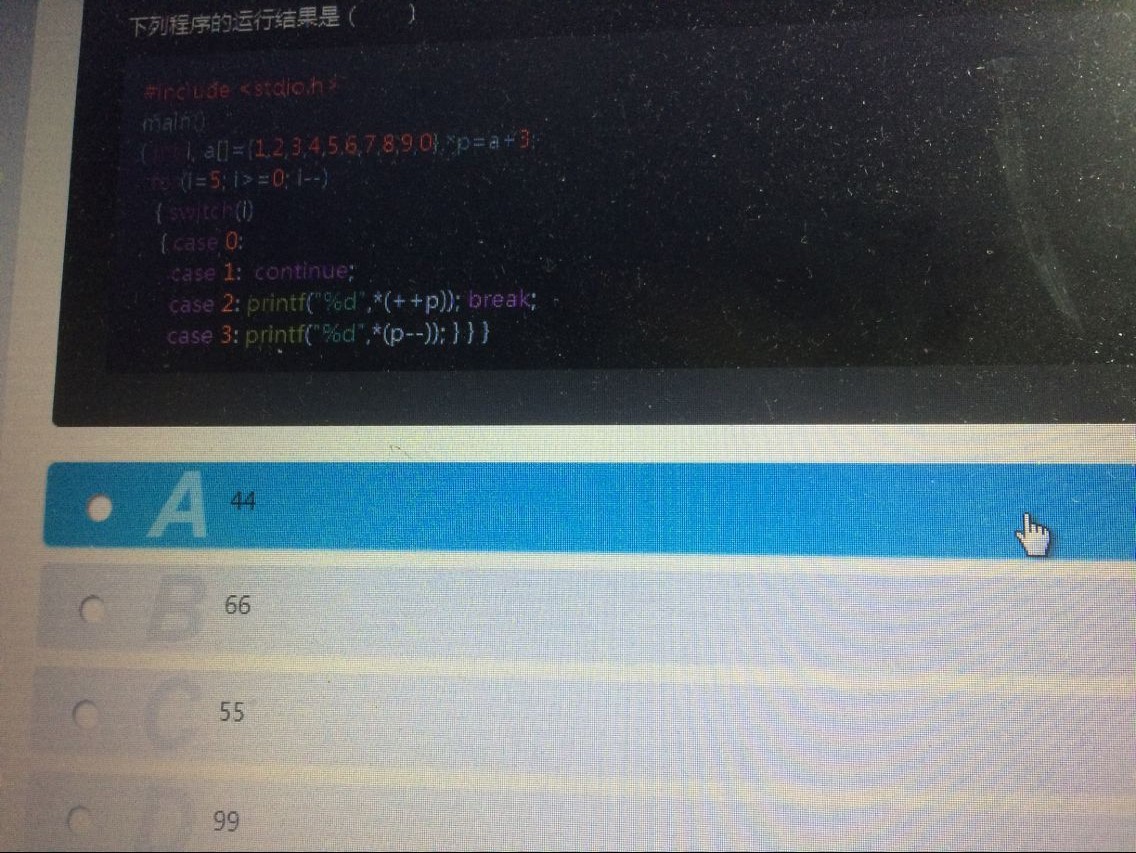 下列程序的运行结果是（　　）
#include <stdio.h>
main()
{ int i, a[]={1,2,3,4,5,6,7,8,9,0},*p=a+3;
for(i=5; i>=0; i--)
{ switch(i)
{ case 0:
case 1: continue;
case 2: printf("%d",*(++p)); break;
case 3: printf("%d",*(p--)); } } }
A 44
B 66
C 55
D 99